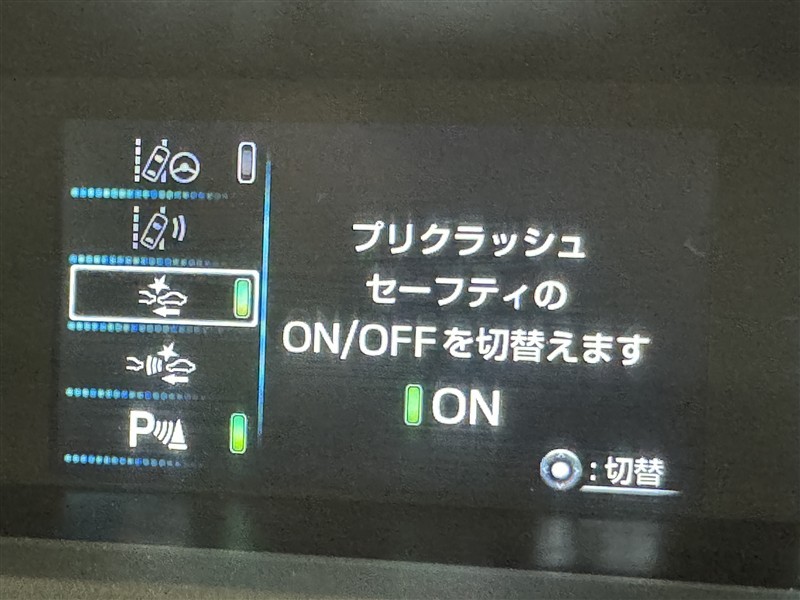 プリクラッシュ
セーフティの
ON/OFFを切替えます
ON
P
:切替